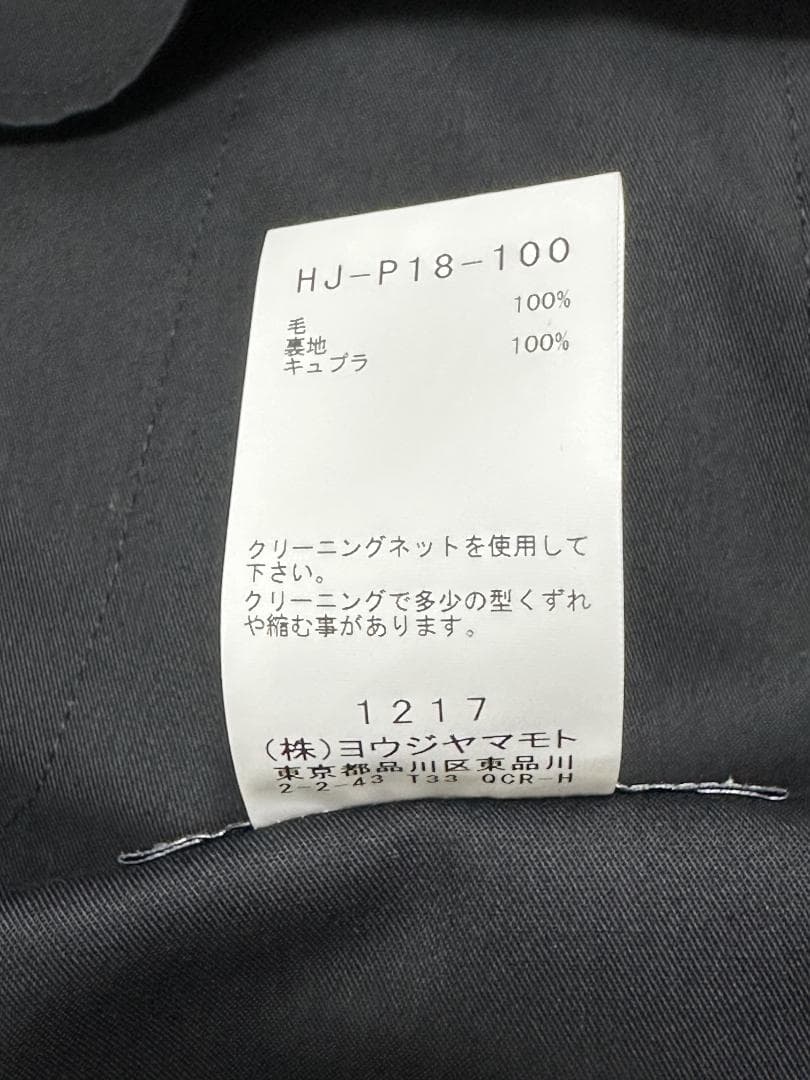 HJ-P18-100
毛 100%
裏地
キュプラ 100%
クリーニングネットを使用して
下さい。
クリーニングで多少の型くずれ
や縮む事があります。
1217
(株)ヨウジヤマモト
東京都品川区東品川
2-2-43 T33 QCR-H